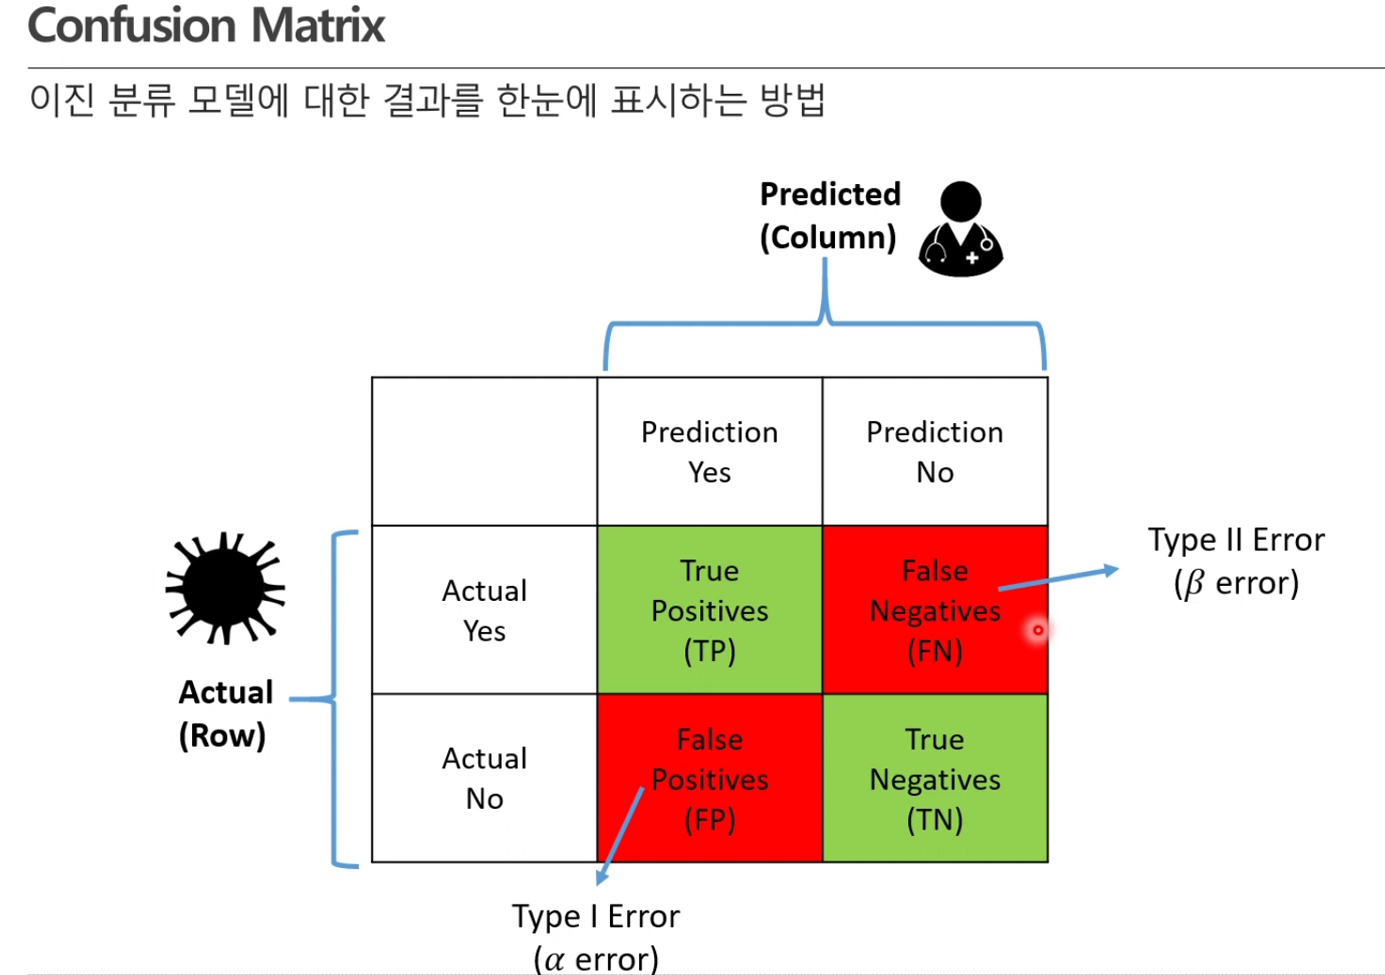 Confusion Matrix
이진 분류 모델에 대한 결과를 한눈에 표시하는 방법
Predicted
(Column)
Prediction
Yes
Prediction
No
Actual
(Row)
Actual
Yes
True
Positives
(TP)
False
Negatives
(FN)
Type II Error
(β error)
Actual
No
False
Positives
(FP)
True
Negatives
(TN)
Type I Error
(α error)